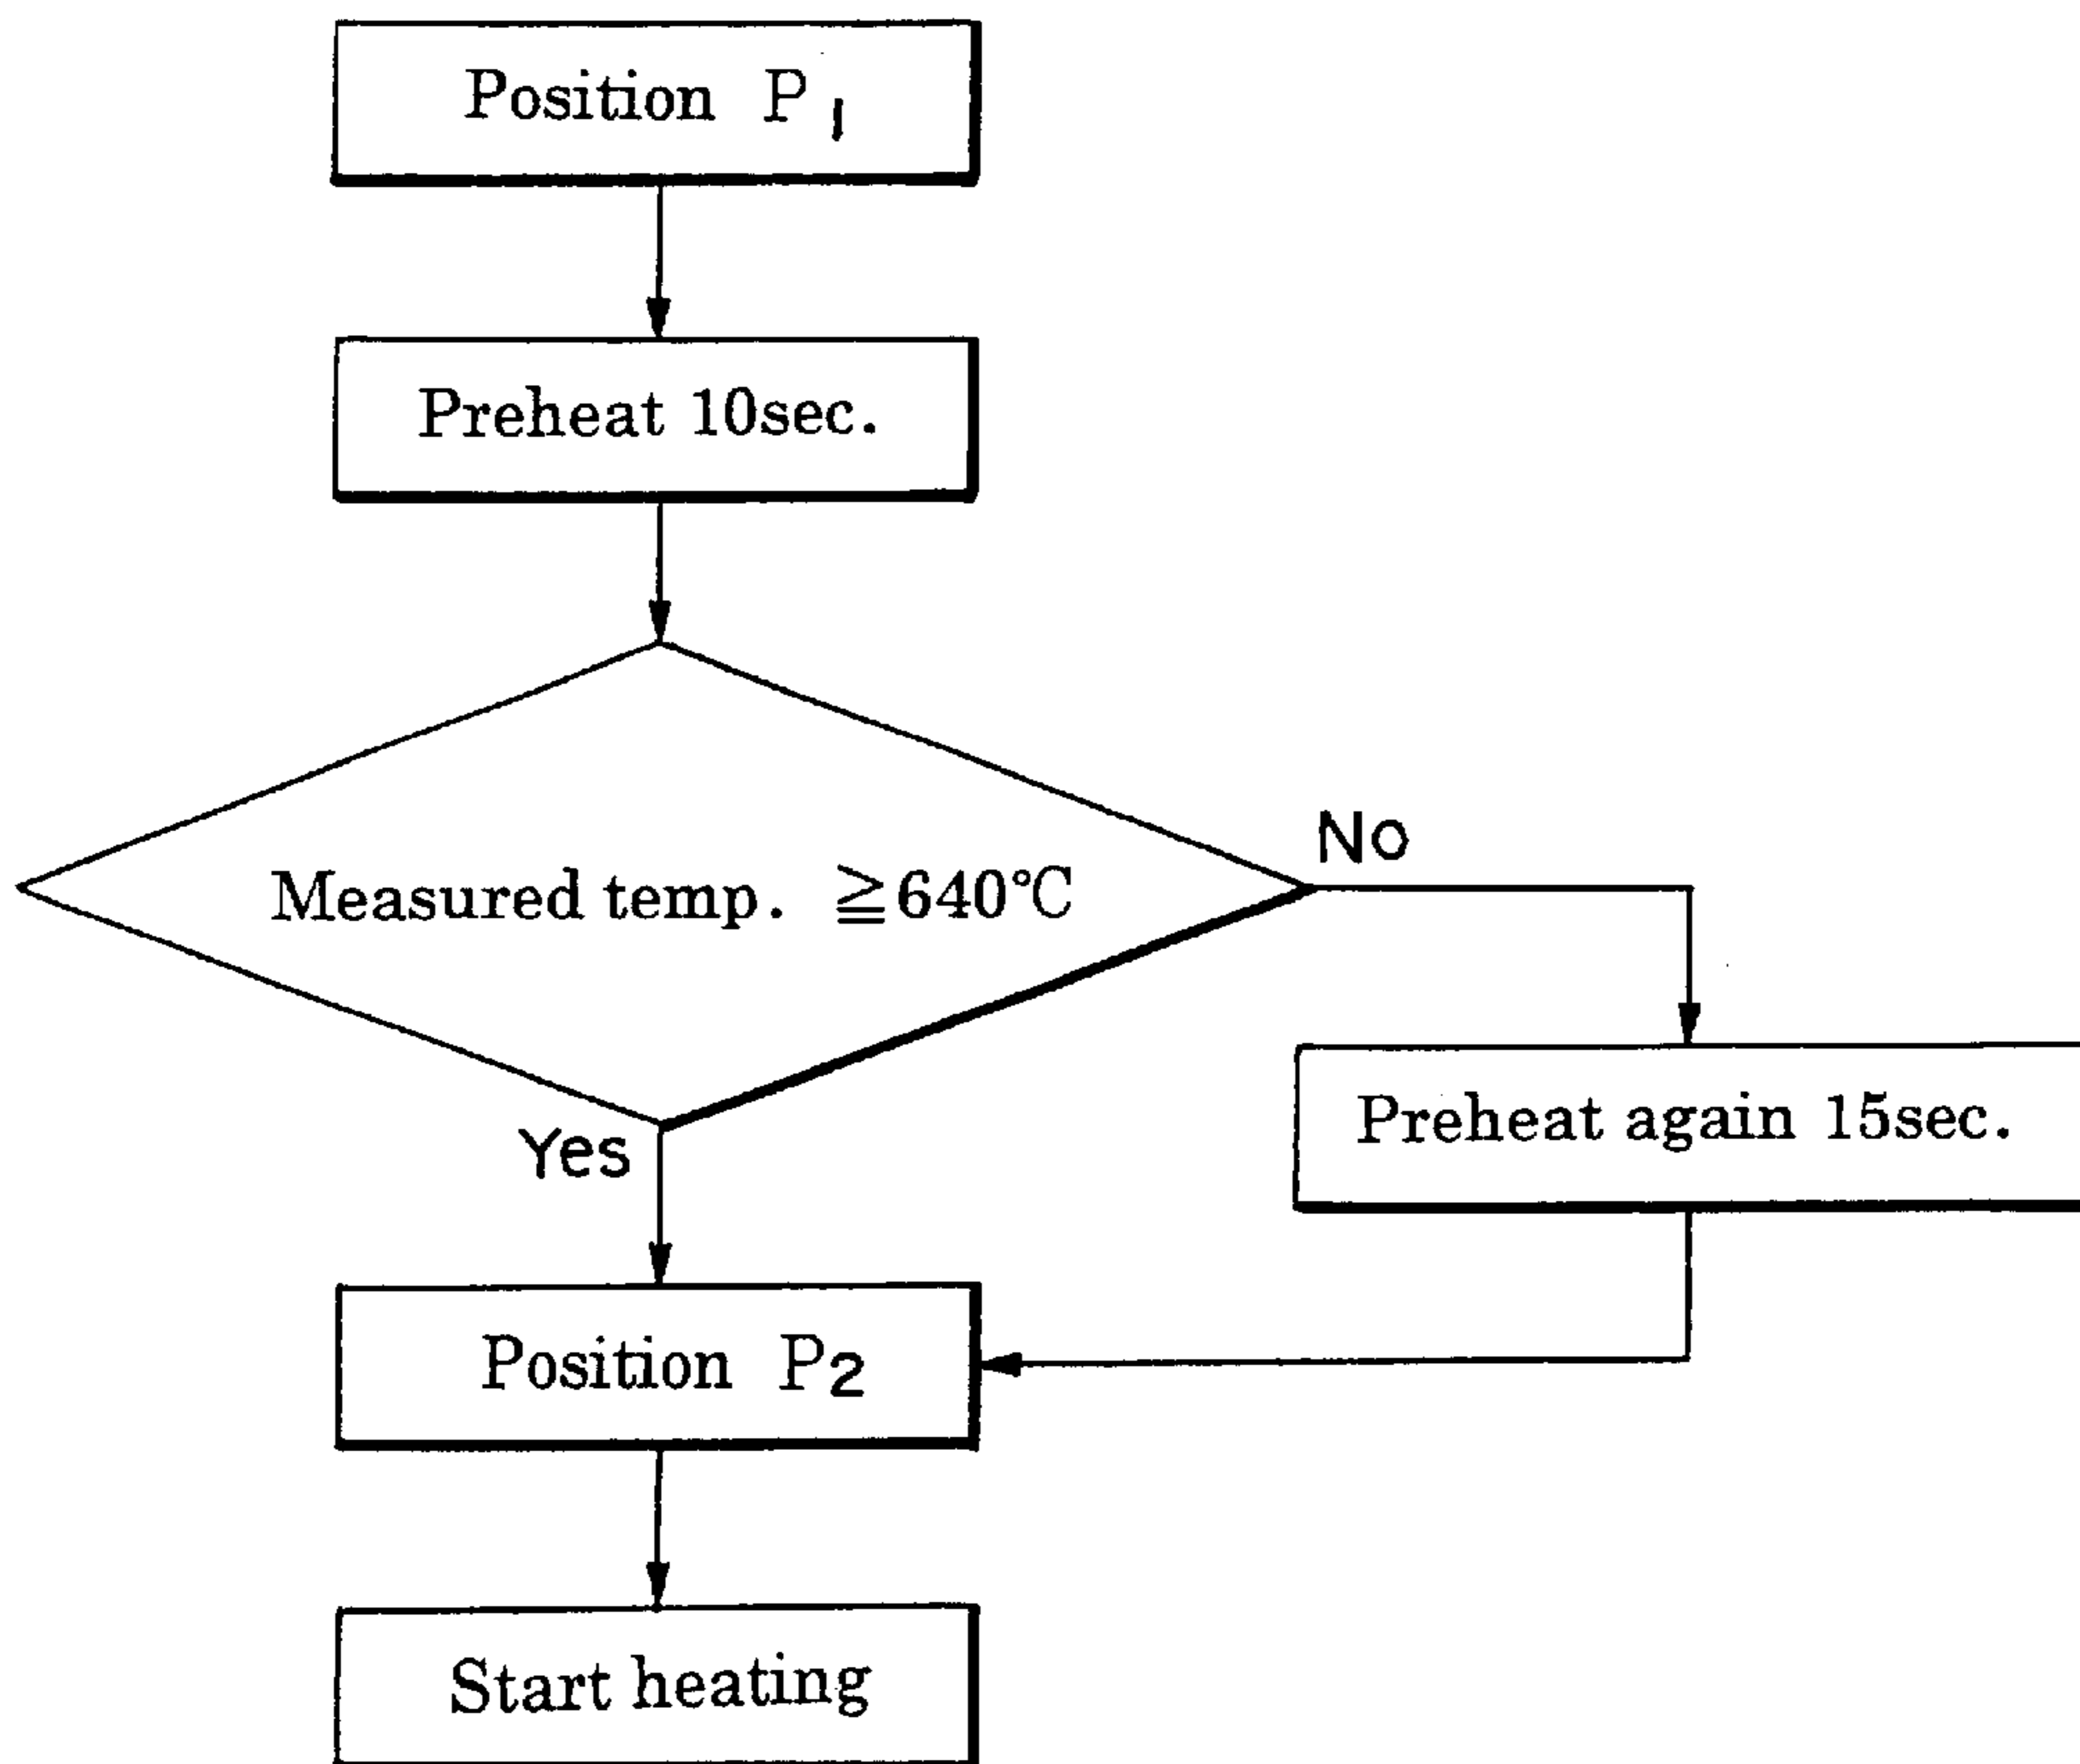 Position P1
Preheat 10sec.
Measured temp. ≧640℃
No
Preheat again 15sec.
Yes
Position P2
Start heating